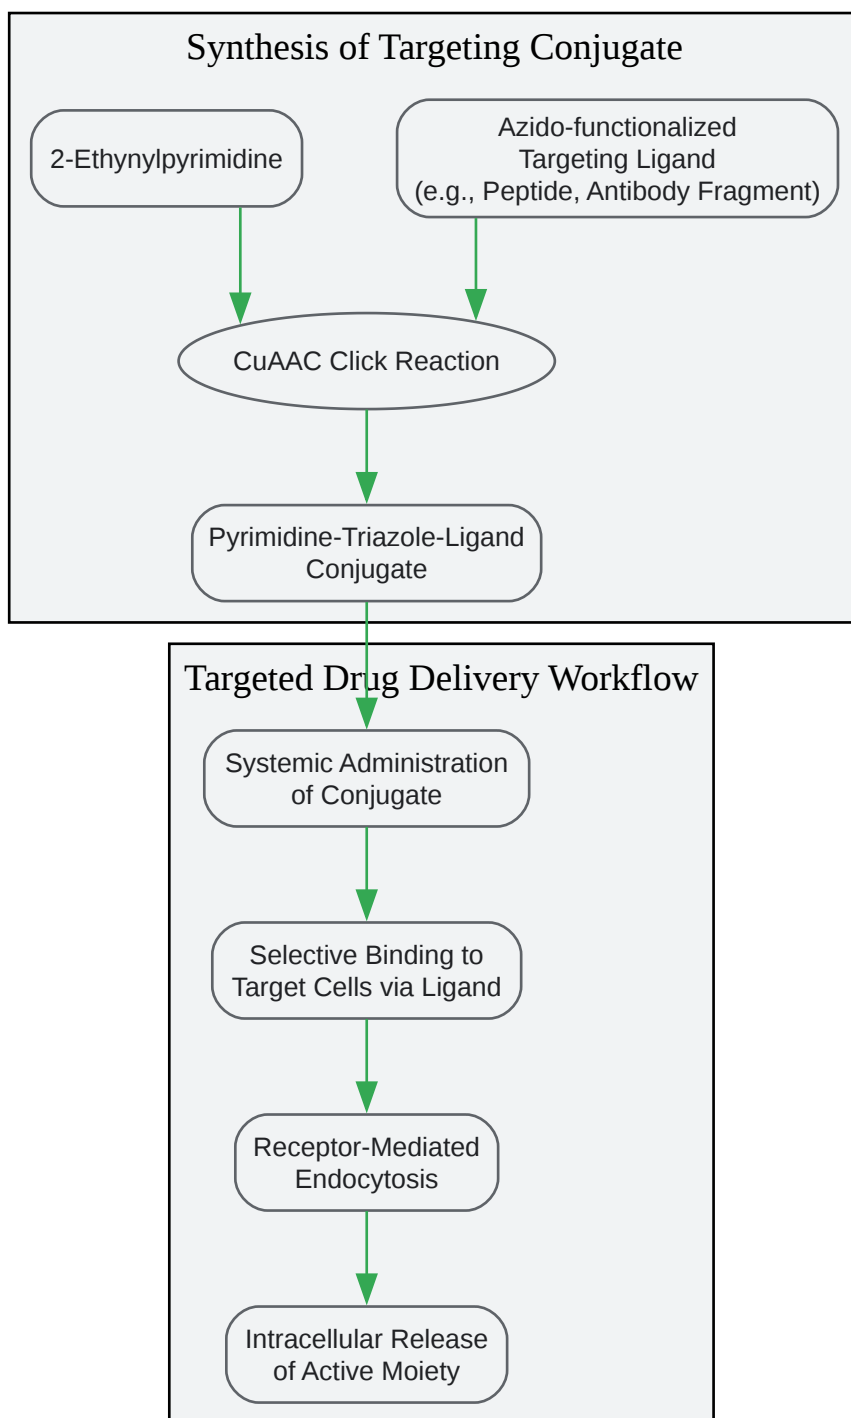 Synthesis of Targeting Conjugate
2-Ethynylpyrimidine
Azido-functionalized
Targeting Ligand
(e.g., Peptide, Antibody Fragment)
CuAAC Click Reaction
Pyrimidine-Triazole-Ligand
Conjugate
Targeted Drug Delivery Workflow
Systemic Administration
of Conjugate
Selective Binding to
Target Cells via Ligand
Receptor-Mediated
Endocytosis
Intracellular Release
of Active Moiety